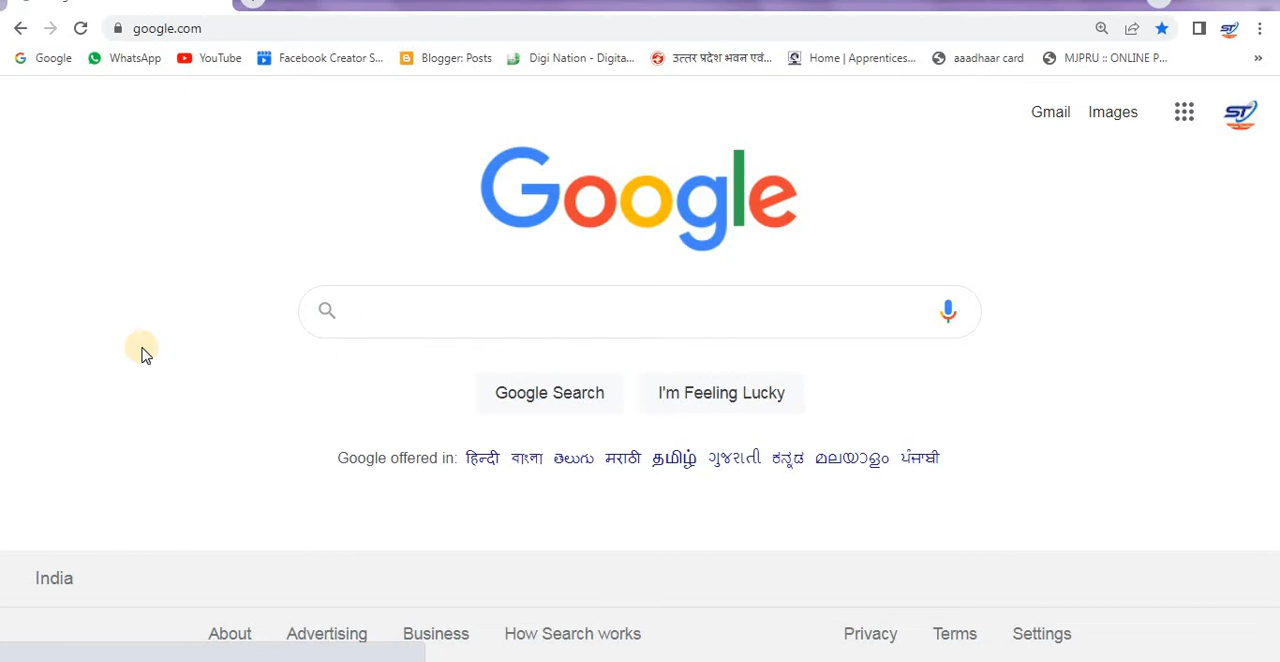 google.com
Google WhatsApp YouTube Facebook Creator S... Blogger: Posts Digi Nation - Digita... उत्तर प्रदेश भवन एवं... Home | Apprentices... aaadhaar card MJPRU :: ONLINE P... »
Gmail Images ST
Google
Google Search I'm Feeling Lucky
Google offered in: हिन्दी বাংলা తెలుగు मराठी தமிழ் ગુજરાતી ಕನ್ನಡ മലയാളം ਪੰਜਾਬੀ
India
About Advertising Business How Search works Privacy Terms Settings